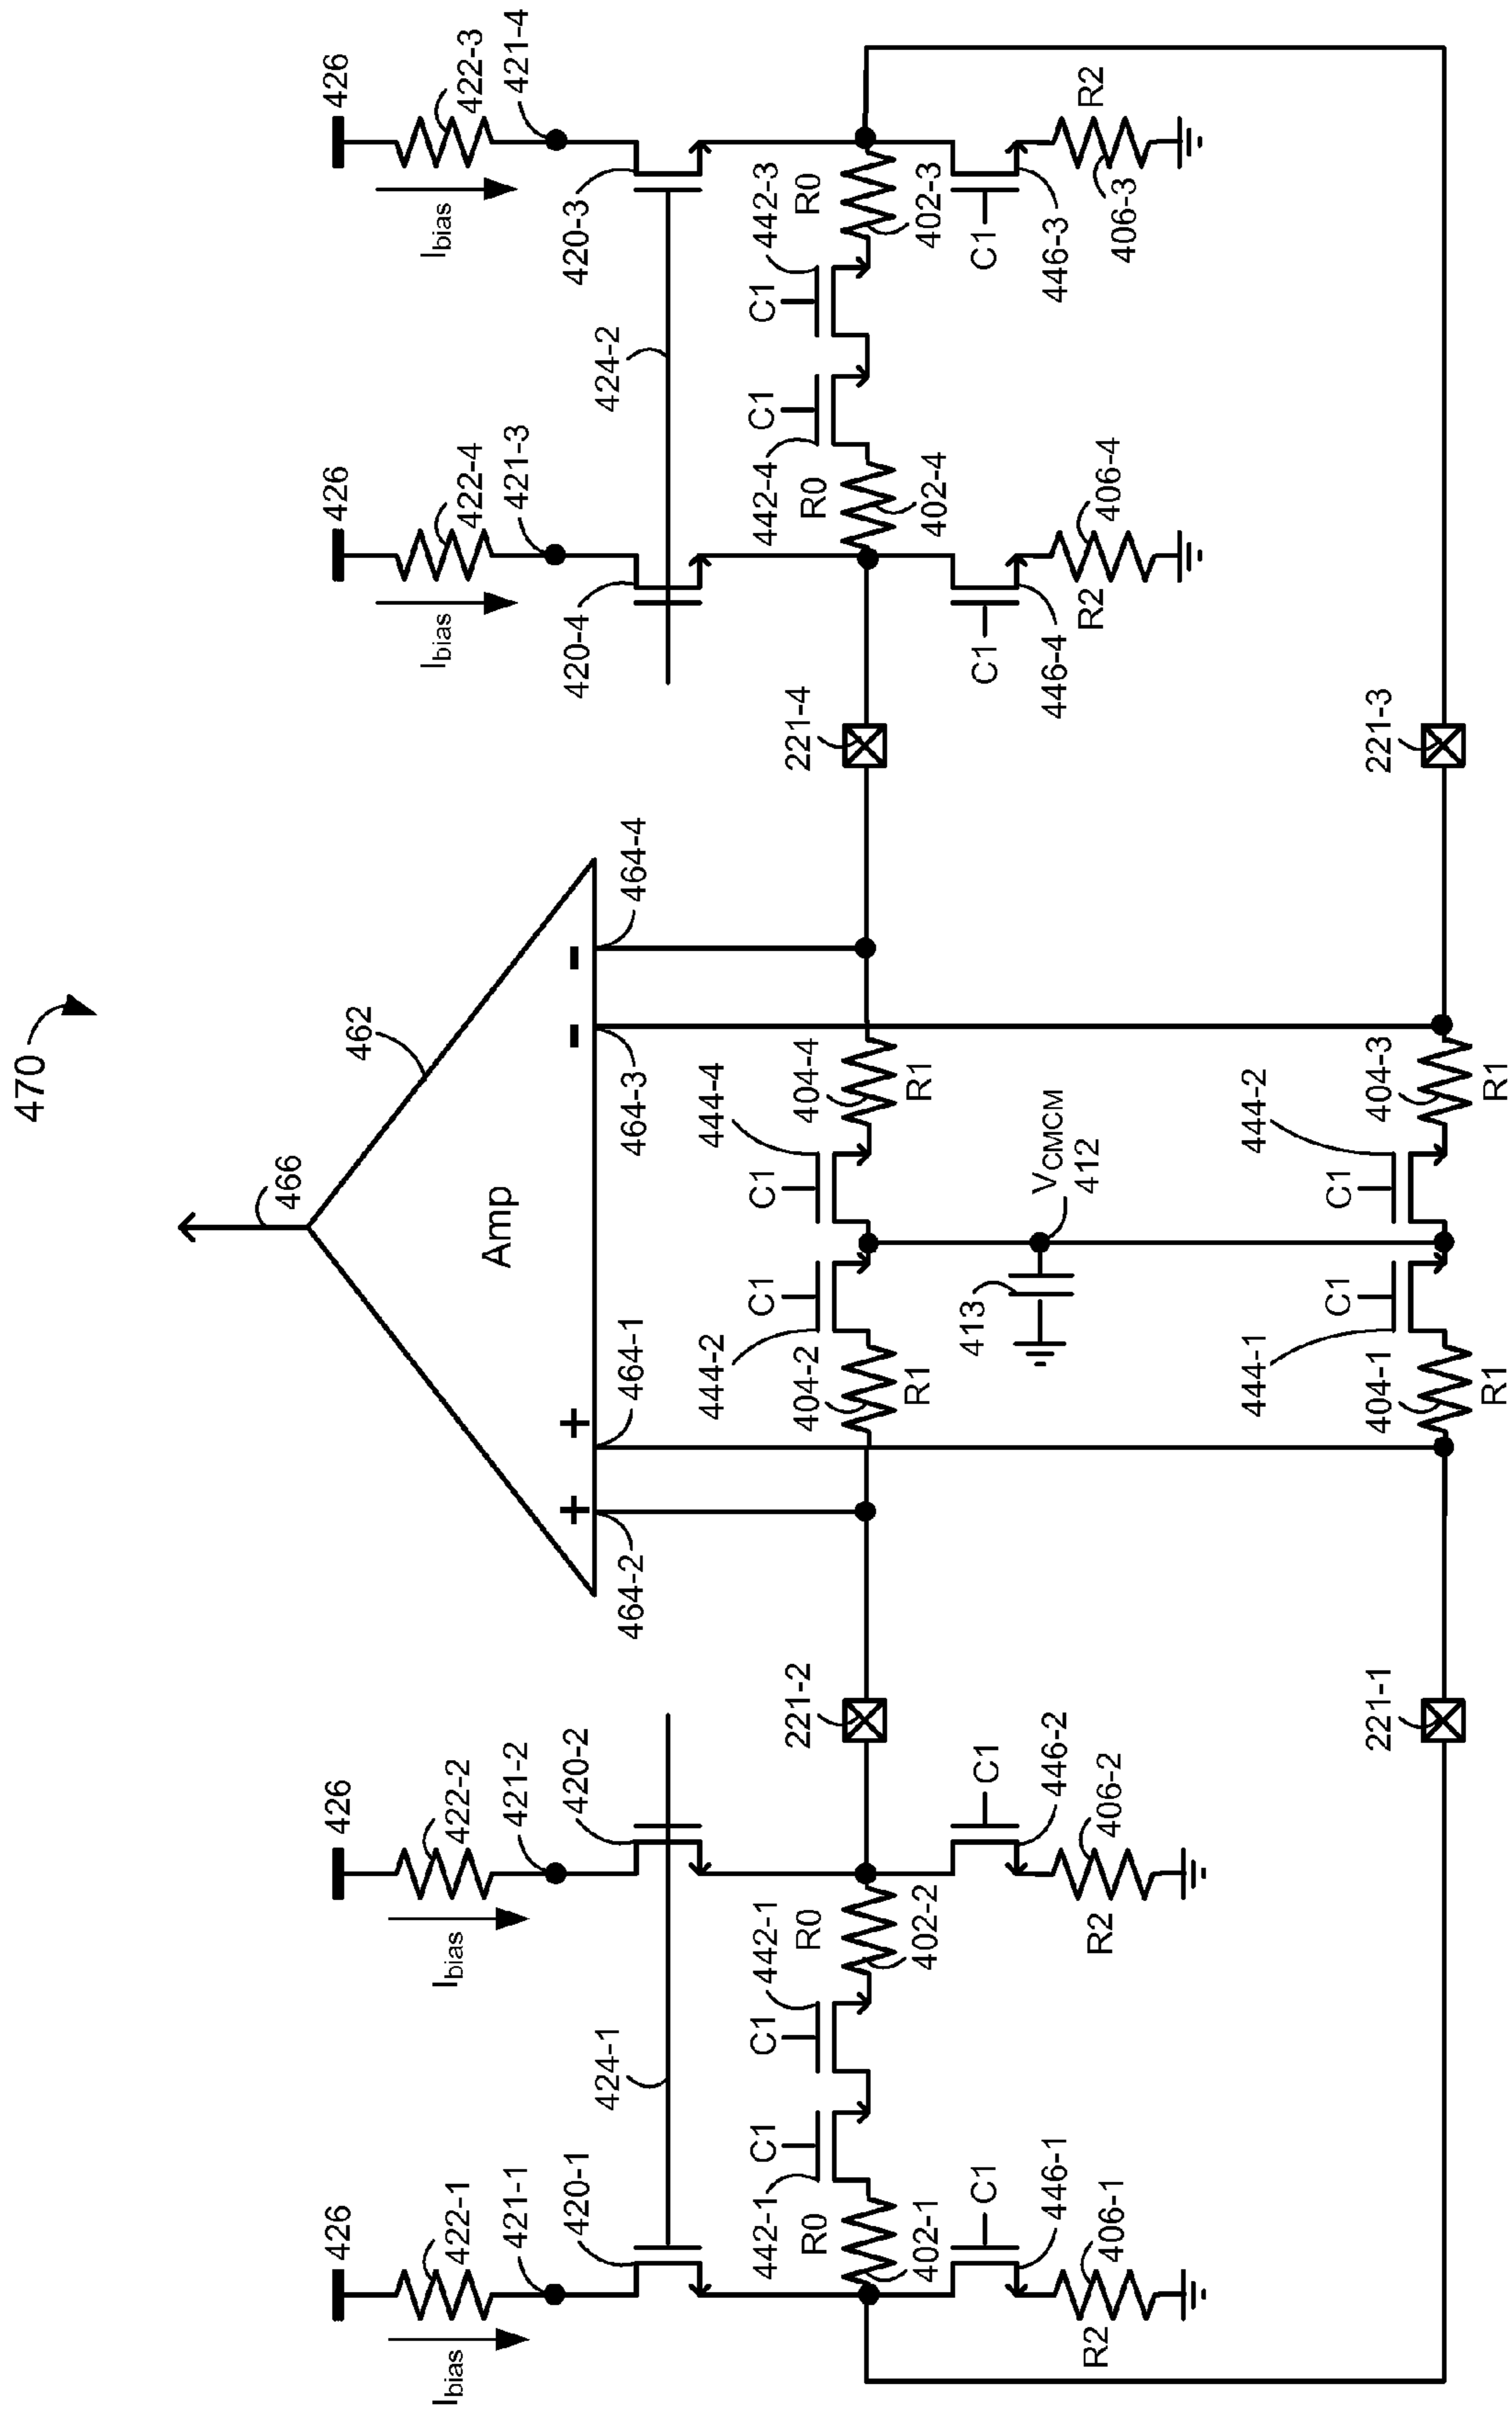 470
466
426
426
462
426
426
Ibias
422-1
Ibias
422-2
Ibias
422-4
Ibias
422-3
421-1
421-2
Amp
421-3
421-4
420-1
420-2
+
+
-
-
420-4
420-3
424-1
464-2
464-1
464-3
464-4
424-2
442-1
C1
C1
442-1
221-2
444-2
C1
C1
444-4
221-4
442-4
C1
C1
442-3
R0
R0
404-2
404-4
R0
R0
402-1
402-2
R1
R1
402-4
402-3
C1
C1
413
VCMCM
412
C1
C1
446-1
446-2
446-4
446-3
R2
406-1
R2
406-2
R2
406-4
406-3
R2
221-1
444-1
C1
C1
444-2
221-3
404-1
404-3
R1
R1